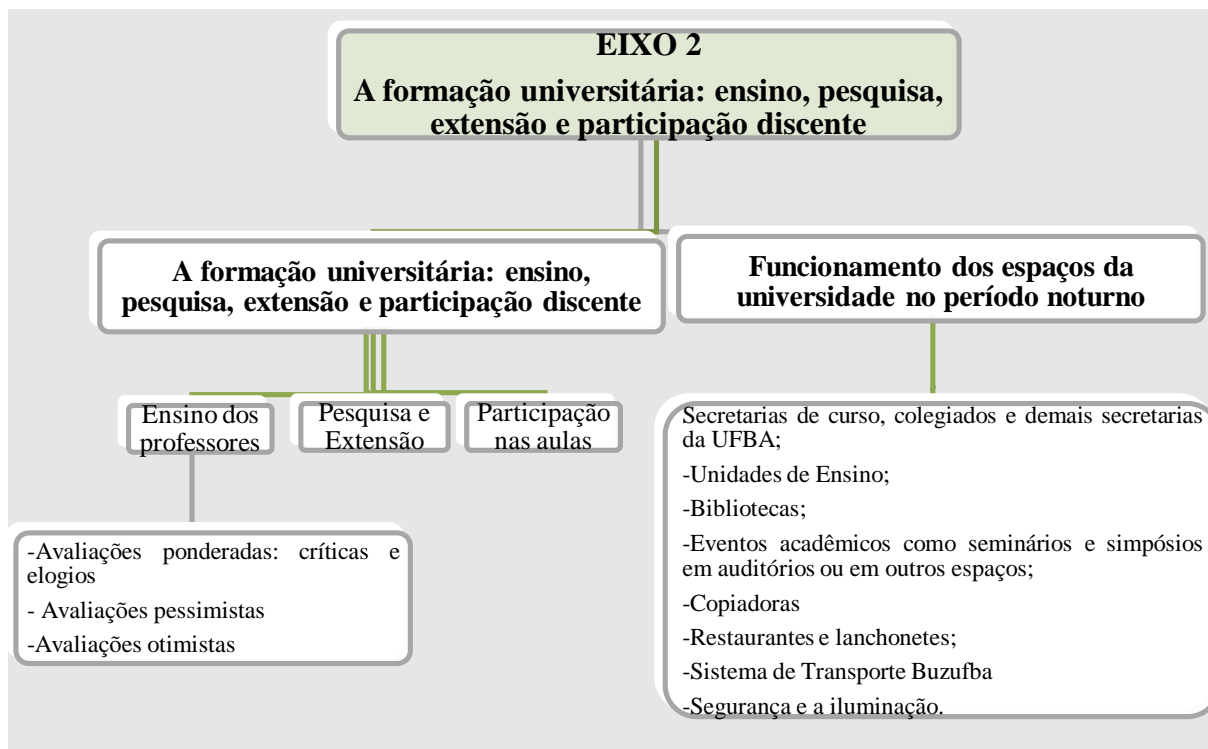 EIXO 2
A formação universitária: ensino, pesquisa,
extensão e participação discente
A formação universitária: ensino,
pesquisa, extensão e participação discente
Funcionamento dos espaços da
universidade no período noturno
Ensino dos
professores
Pesquisa e
Extensão
Participação
nas aulas
-Avaliações ponderadas: críticas e
elogios
- Avaliações pessimistas
-Avaliações otimistas
Secretarias de curso, colegiados e demais secretarias
da UFBA;
-Unidades de Ensino;
-Bibliotecas;
-Eventos acadêmicos como seminários e simpósios
em auditórios ou em outros espaços;
-Copiadoras
-Restaurantes e lanchonetes;
-Sistema de Transporte Buzufba
-Segurança e a iluminação.